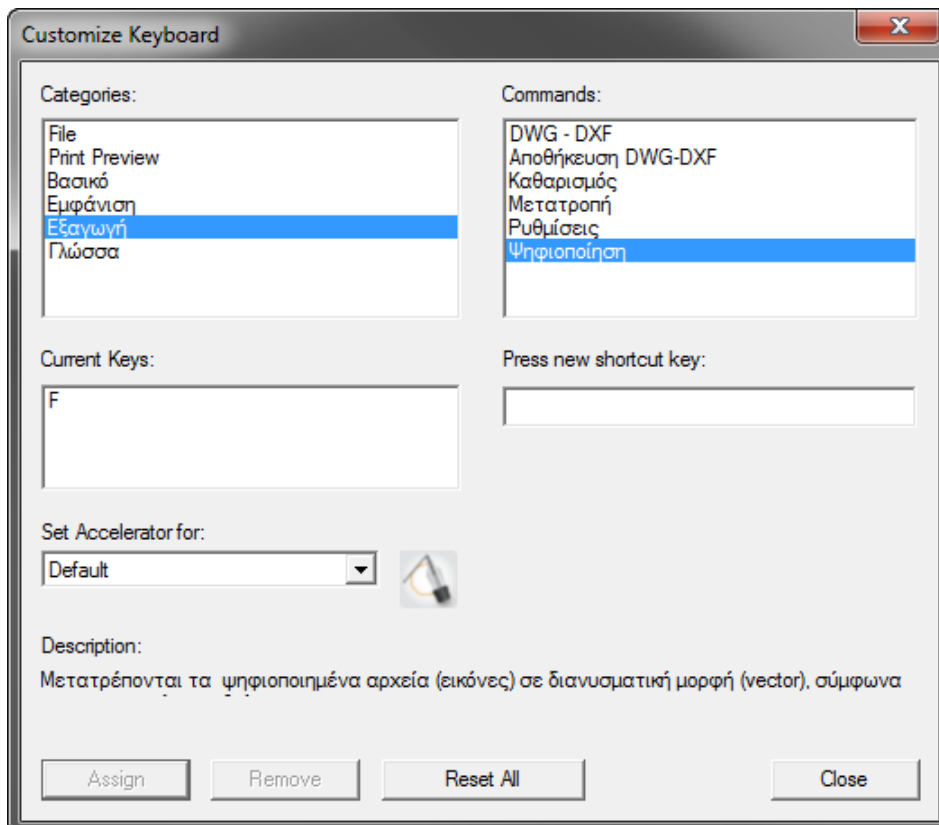 Customize Keyboard
Categories:
File
Print Preview
Βασικό
Εμφάνιση
Εξαγωγή
Γλώσσα
Commands:
DWG - DXF
Αποθήκευση DWG-DXF
Καθαρισμός
Μετατροπή
Ρυθμίσεις
Ψηφιοποίηση
Current Keys:
F
Press new shortcut key:
Set Accelerator for:
Default
Description:
Μετατρέπονται τα ψηφιοποιημένα αρχεία (εικόνες) σε διανυσματική μορφή (vector), σύμφωνα
Assign
Remove
Reset All
Close